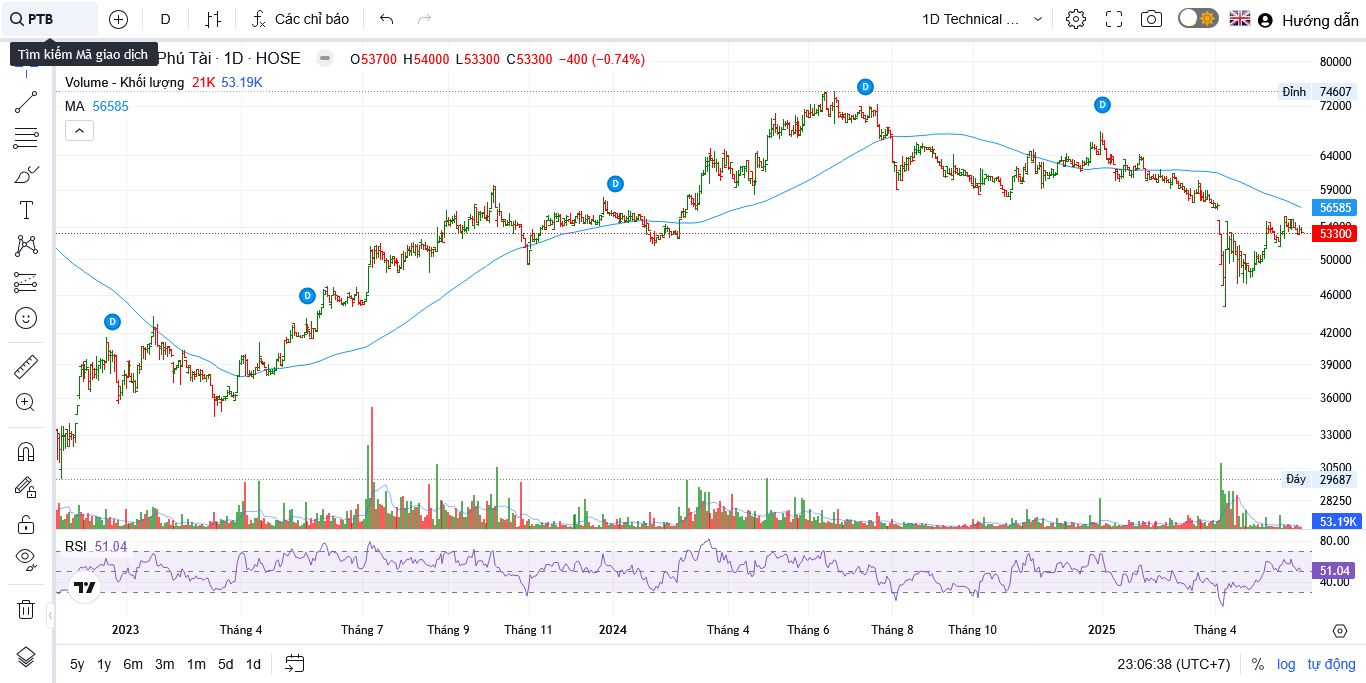 PTB
D
Các chỉ báo
1D Technical ...
Hướng dẫn
Tìm kiếm Mã giao dịch
Phú Tài · 1D · HOSE
O53700 H54000 L53300 C53300 −400 (−0.74%)
Volume - Khối lượng 21K 53.19K
MA 56585
80000
Đỉnh 74607
72000
64000
59000
56585
54000
53300
50000
46000
42000
39000
36000
33000
30500
Đáy 29687
28250
53.19K
D
D
D
D
D
RSI 51.04
80.00
51.04
40.00
2023 Tháng 4 Tháng 7 Tháng 9 Tháng 11 2024 Tháng 4 Tháng 6 Tháng 8 Tháng 10 2025 Tháng 4
5y 1y 6m 3m 1m 5d 1d
23:06:38 (UTC+7) % log tự động